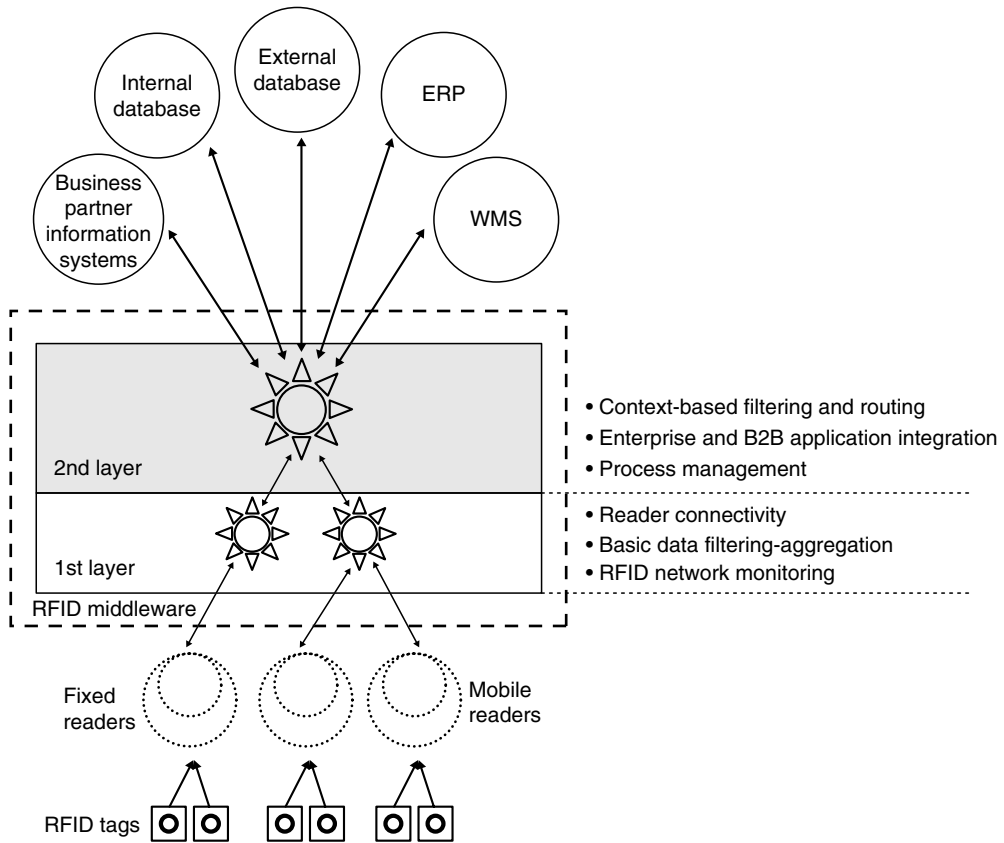 External
database
Internal
database
ERP
Business
partner
information
systems
WMS
2nd layer
• Context-based filtering and routing
• Enterprise and B2B application integration
• Process management
1st layer
• Reader connectivity
• Basic data filtering-aggregation
• RFID network monitoring
RFID middleware
Fixed
readers
Mobile
readers
RFID tags